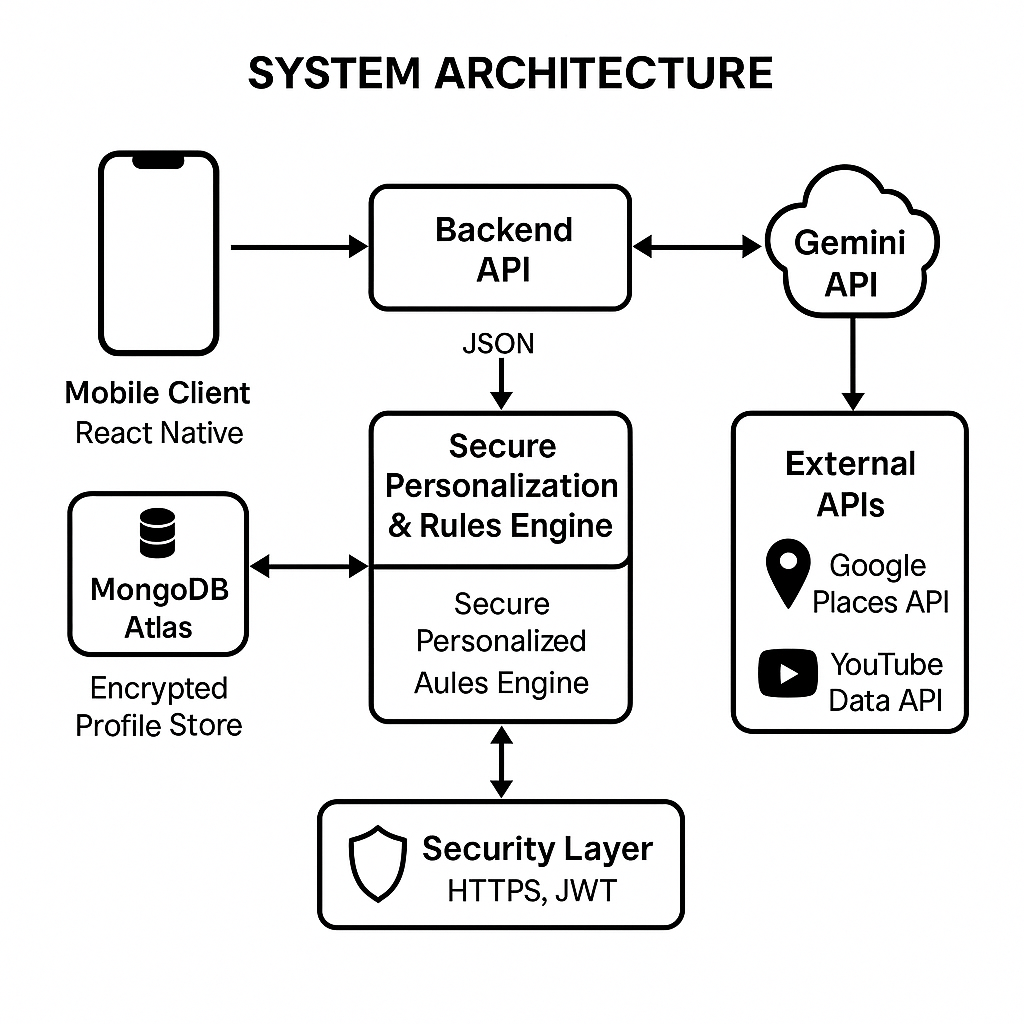 SYSTEM ARCHITECTURE
Backend
API
Gemini
API
JSON
Mobile Client
React Native
Secure
Personalization
& Rules Engine
Secure
Personalized
Aules Engine
MongoDB
Atlas
Encrypted
Profile Store
External
APIs
Google
Places API
YouTube
Data API
Security Layer
HTTPS, JWT